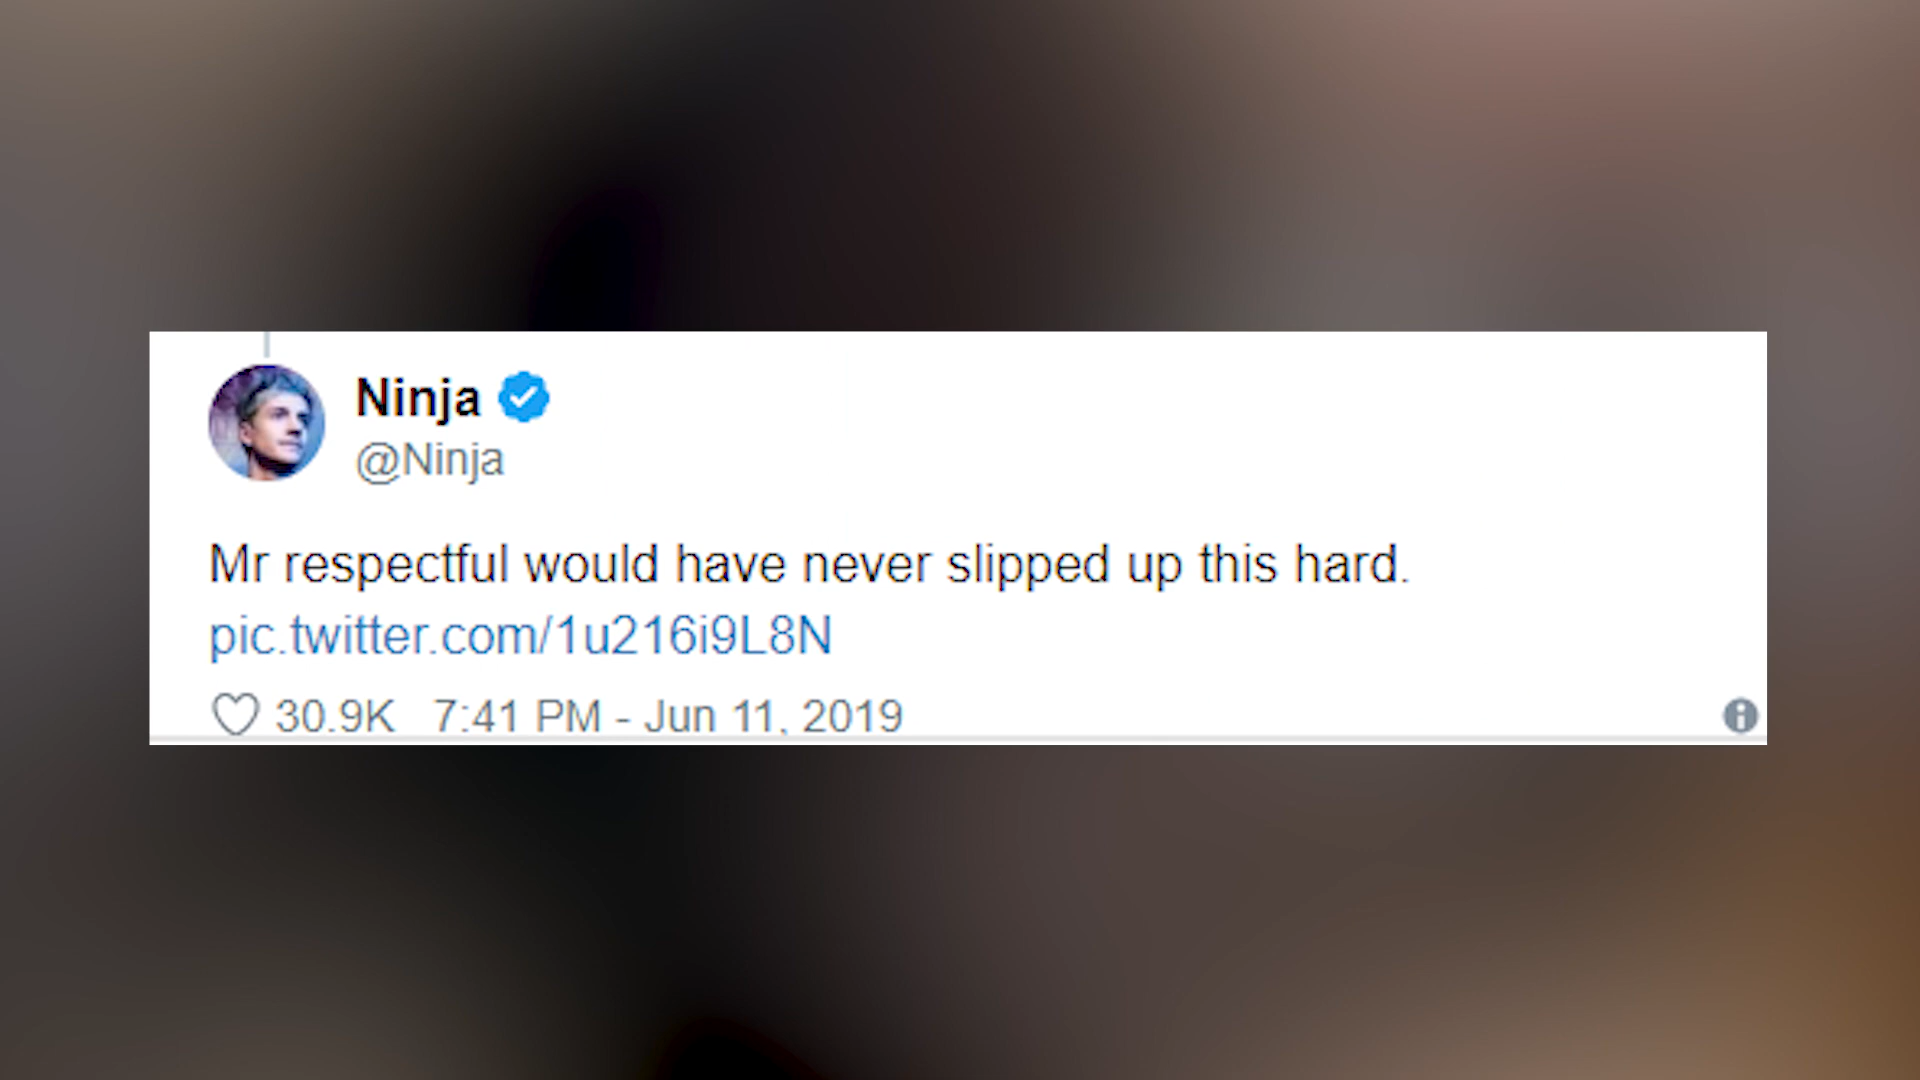 Ninja
@Ninja
Mr respectful would have never slipped up this hard.
pic.twitter.com/1u216i9L8N
30.9K 7:41 PM - Jun 11, 2019